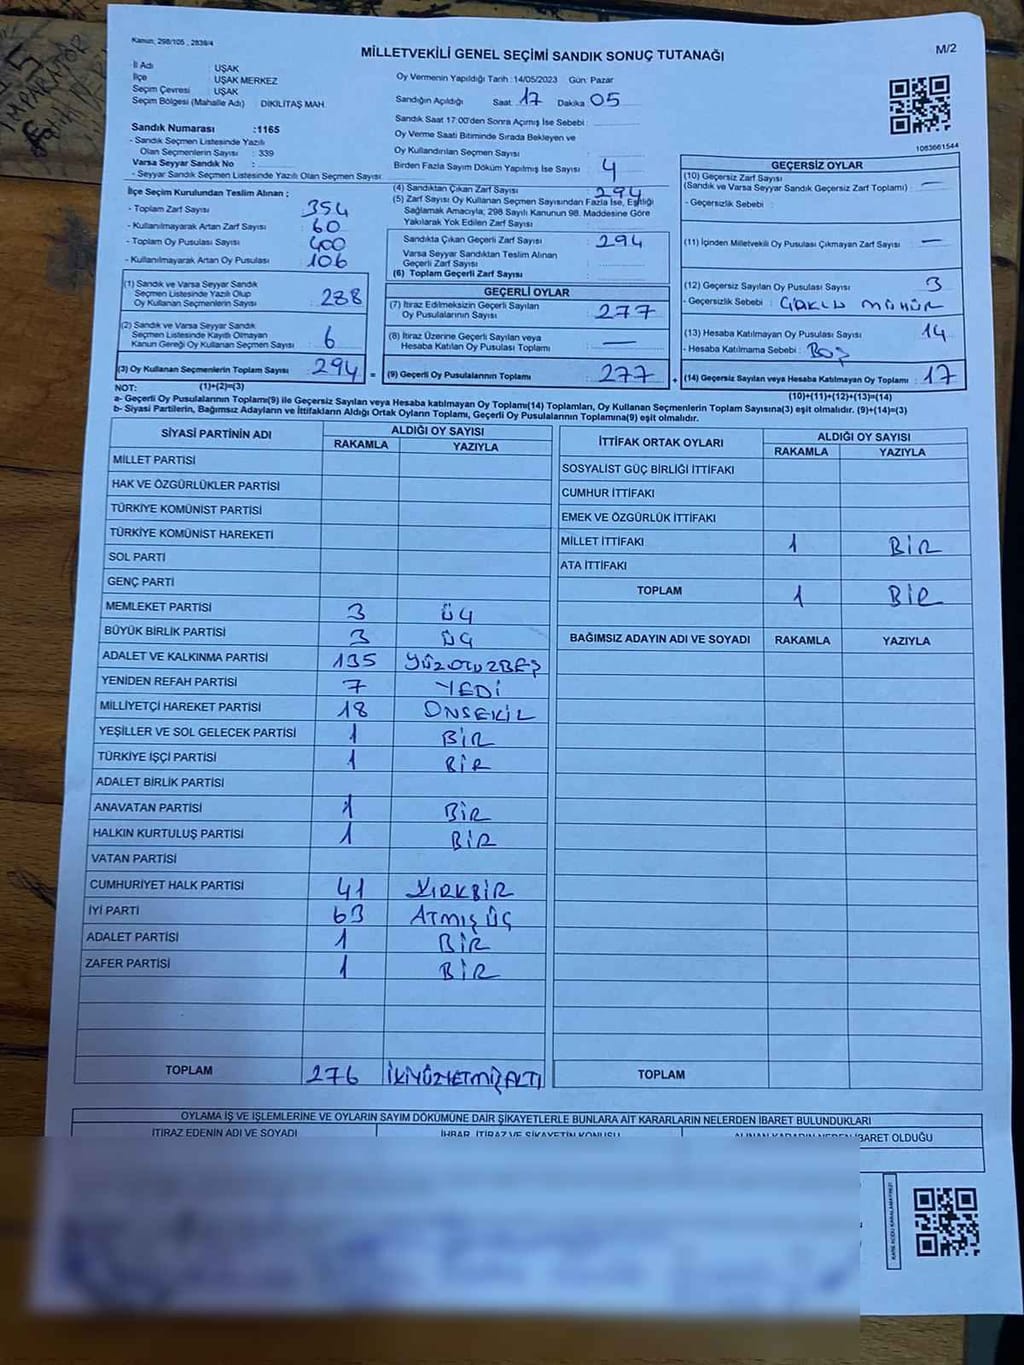 Kanun, 298/105 , 2839/4
MİLLETVEKİLİ GENEL SEÇİMİ SANDIK SONUÇ TUTANAĞI
M/2
İl Adı UŞAK
İlçe UŞAK MERKEZ
Seçim Çevresi UŞAK
Seçim Bölgesi (Mahalle Adı) DİKİLİTAŞ MAH.
Sandık Numarası :1165
- Sandık Seçmen Listesinde Yazılı
Olan Seçmenlerin Sayısı : 339
Varsa Seyyar Sandık No :
- Seyyar Sandık Seçmen Listesinde Yazılı Olan Seçmen Sayısı
Oy Vermenin Yapıldığı Tarih :14/05/2023 Gün: Pazar
Sandığın Açıldığı Saat 17 Dakika 05
Sandık Saat 17:00'den Sonra Açımış İse Sebebi :
Oy Verme Saati Bitiminde Sırada Bekleyen ve
Oy Kullandırılan Seçmen Sayısı :
Birden Fazla Sayım Döküm Yapılmış İse Sayısı : 4
1083661544
İlçe Seçim Kurulundan Teslim Alınan ;
- Toplam Zarf Sayısı : 354
- Kullanılmayarak Artan Zarf Sayısı : 60
- Toplam Oy Pusulası Sayısı : 400
- Kullanılmayarak Artan Oy Pusulası : 106
(1) Sandık ve Varsa Seyyar Sandık
Seçmen Listesinde Yazılı Olup
Oy Kullanan Seçmenlerin Sayısı : 288
(2) Sandık ve Varsa Seyyar Sandık
Seçmen Listesinde Kayıtlı Olmayan
Kanun Gereği Oy Kullanan Seçmen Sayısı : 6
(3) Oy Kullanan Seçmenlerin Toplam Sayısı : 294 =
(4) Sandıktan Çıkan Zarf Sayısı : 294
(5) Zarf Sayısı Oy Kullanan Seçmen Sayısından Fazla İse, Eşitliği
Sağlamak Amacıyla; 298 Sayılı Kanunun 98. Maddesine Göre
Yakılarak Yok Edilen Zarf Sayısı :
Sandıkta Çıkan Geçerli Zarf Sayısı : 294
Varsa Seyyar Sandıktan Teslim Alınan
Geçerli Zarf Sayısı :
(6) Toplam Geçerli Zarf Sayısı :
GEÇERLİ OYLAR
(7) İtiraz Edilmeksizin Geçerli Sayılan
Oy Pusulalarının Sayısı : 277
(8) İtiraz Üzerine Geçerli Sayılan veya
Hesaba Katılan Oy Pusulası Toplamı : —
(9) Geçerli Oy Pusulalarının Toplamı : 277 +
GEÇERSİZ OYLAR
(10) Geçersiz Zarf Sayısı
(Sandık ve Varsa Seyyar Sandık Geçersiz Zarf Toplamı) : —
- Geçersizlik Sebebi :
(11) İçinden Milletvekili Oy Pusulası Çıkmayan Zarf Sayısı : —
(12) Geçersiz Sayılan Oy Pusulası Sayısı : 3
- Geçersizlik Sebebi : MÜHÜR
(13) Hesaba Katılmayan Oy Pusulası Sayısı : 14
- Hesaba Katılmama Sebebi : BOŞ
(14) Geçersiz Sayılan veya Hesaba Katılmayan Oy Toplamı : 17
NOT: (1)+(2)=(3)
(10)+(11)+(12)+(13)=(14)
a- Geçerli Oy Pusulalarının Toplamı(9) ile Geçersiz Sayılan veya Hesaba katılmayan Oy Toplamı(14) Toplamları, Oy Kullanan Seçmenlerin Toplam Sayısına(3) eşit olmalıdır. (9)+(14)=(3)
b- Siyasi Partilerin, Bağımsız Adayların ve İttifakların Aldığı Ortak Oyların Toplamı, Geçerli Oy Pusulalarının Toplamına(9) eşit olmalıdır.
SİYASİ PARTİNİN ADI ALDIĞI OY SAYISI
RAKAMLA YAZIYLA
MİLLET PARTİSİ
HAK VE ÖZGÜRLÜKLER PARTİSİ
TÜRKİYE KOMÜNİST PARTİSİ
TÜRKİYE KOMÜNİST HAREKETİ
SOL PARTİ
GENÇ PARTİ
MEMLEKET PARTİSİ 3 ÜÇ
BÜYÜK BİRLİK PARTİSİ 3 ÜÇ
ADALET VE KALKINMA PARTİSİ 135 YÜZOTUZBEŞ
YENİDEN REFAH PARTİSİ 7 YEDİ
MİLLİYETÇİ HAREKET PARTİSİ 18 ONSEKİZ
YEŞİLLER VE SOL GELECEK PARTİSİ 1 BİR
TÜRKİYE İŞÇİ PARTİSİ 1 BİR
ADALET BİRLİK PARTİSİ
ANAVATAN PARTİSİ 1 BİR
HALKIN KURTULUŞ PARTİSİ 1 BİR
VATAN PARTİSİ
CUMHURİYET HALK PARTİSİ 41 KIRKBİR
İYİ PARTİ 63 ATMIŞ ÜÇ
ADALET PARTİSİ 1 BİR
ZAFER PARTİSİ 1 BİR
TOPLAM 276 İKİYÜZYETMİŞALTI
İTTİFAK ORTAK OYLARI ALDIĞI OY SAYISI
RAKAMLA YAZIYLA
SOSYALİST GÜÇ BİRLİĞİ İTTİFAKI
CUMHUR İTTİFAKI
EMEK VE ÖZGÜRLÜK İTTİFAKI
MİLLET İTTİFAKI 1 BİR
ATA İTTİFAKI
TOPLAM 1 BİR
BAĞIMSIZ ADAYIN ADI VE SOYADI RAKAMLA YAZIYLA
TOPLAM
OYLAMA İŞ VE İŞLEMLERİNE VE OYLARIN SAYIM DÖKÜMÜNE DAİR ŞİKAYETLERLE BUNLARA AİT KARARLARIN NELERDEN İBARET BULUNDUKLARI
İTİRAZ EDENİN ADI VE SOYADI İHBAR, İTİRAZ VE ŞİKAYETİN KONUSU ALINAN KARARIN NEDEN İBARET OLDUĞU
KARE KODU KARALAMAYINIZ!